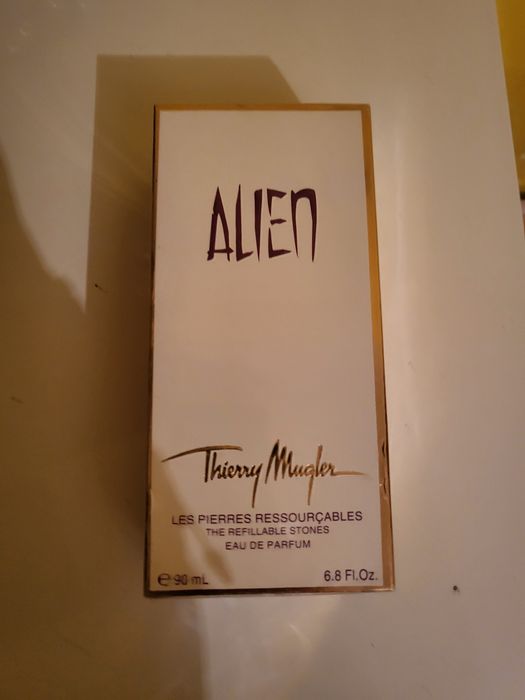 ALIEN
Thierry Mugler
LES PIERRES RESSOURÇABLES
THE REFILLABLE STONES
EAU DE PARFUM
℮ 90 mL 6.8 Fl.Oz.